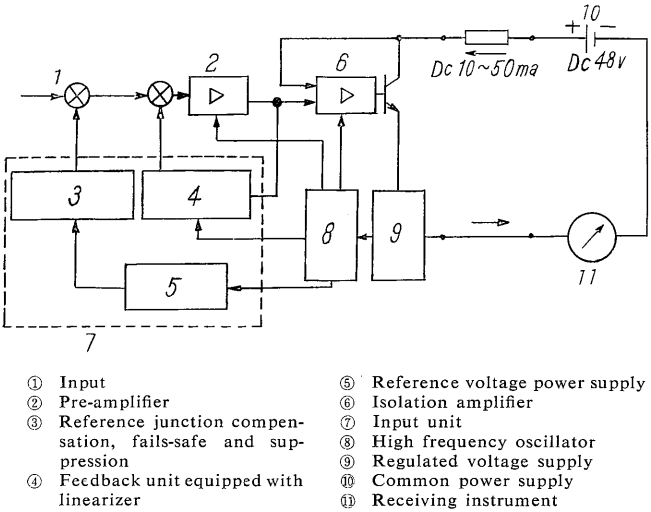 10
+ −
1
2
6
Dc 10~50ma
Dc 48v
3
4
8
9
5
11
7
① Input
② Pre-amplifier
③ Reference junction compen-
sation, fails-safe and sup-
pression
④ Feedback unit equipped with
linearizer
⑤ Reference voltage power supply
⑥ Isolation amplifier
⑦ Input unit
⑧ High frequency oscillator
⑨ Regulated voltage supply
⑩ Common power supply
⑪ Receiving instrument